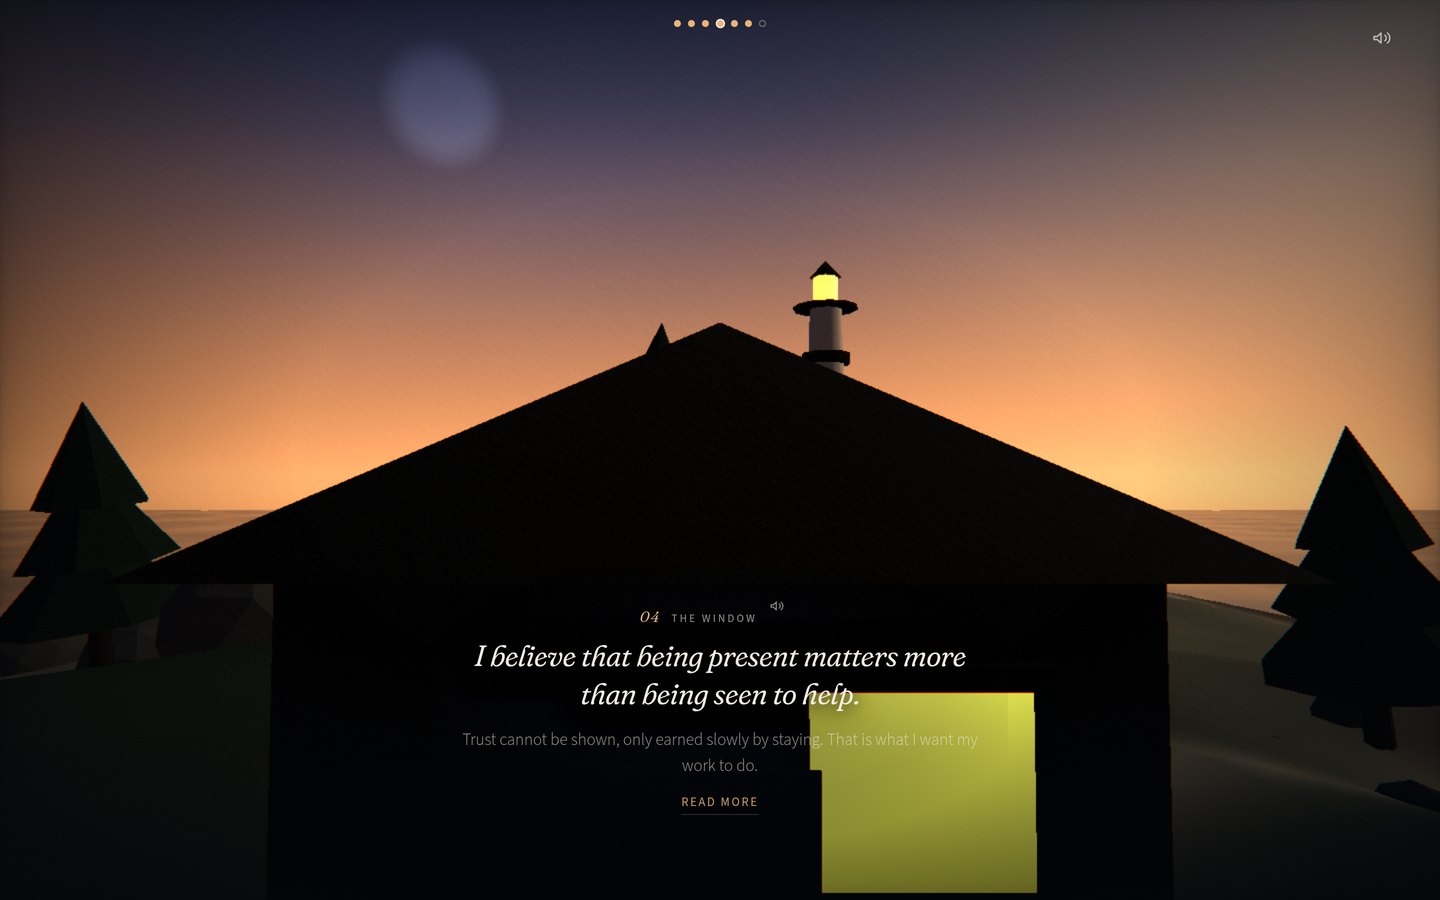 04 THE WINDOW
I believe that being present matters more
than being seen to help.
Trust cannot be shown, only earned slowly by staying. That is what I want my
work to do.
READ MORE